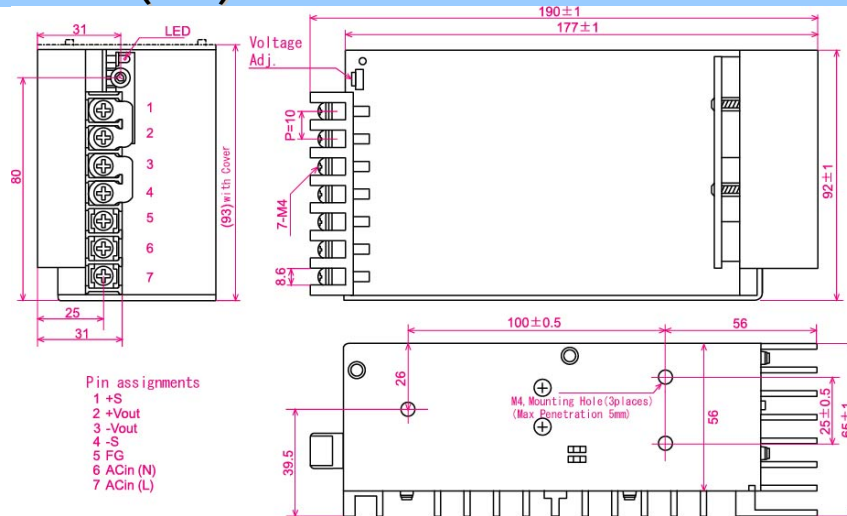 190±1
177±1
31
LED
Voltage
Adj.
1
2
3
4
5
6
7
80
(93) with Cover
P=10
7-M4
8.6
92±1
25
31
100±0.5
56
26
M4, Mounting Hole(3places)
(Max Penetration 5mm)
56
25±0.5
65±1
39.5
Pin assignments
1 +S
2 +Vout
3 -Vout
4 -S
5 FG
6 ACin (N)
7 ACin (L)